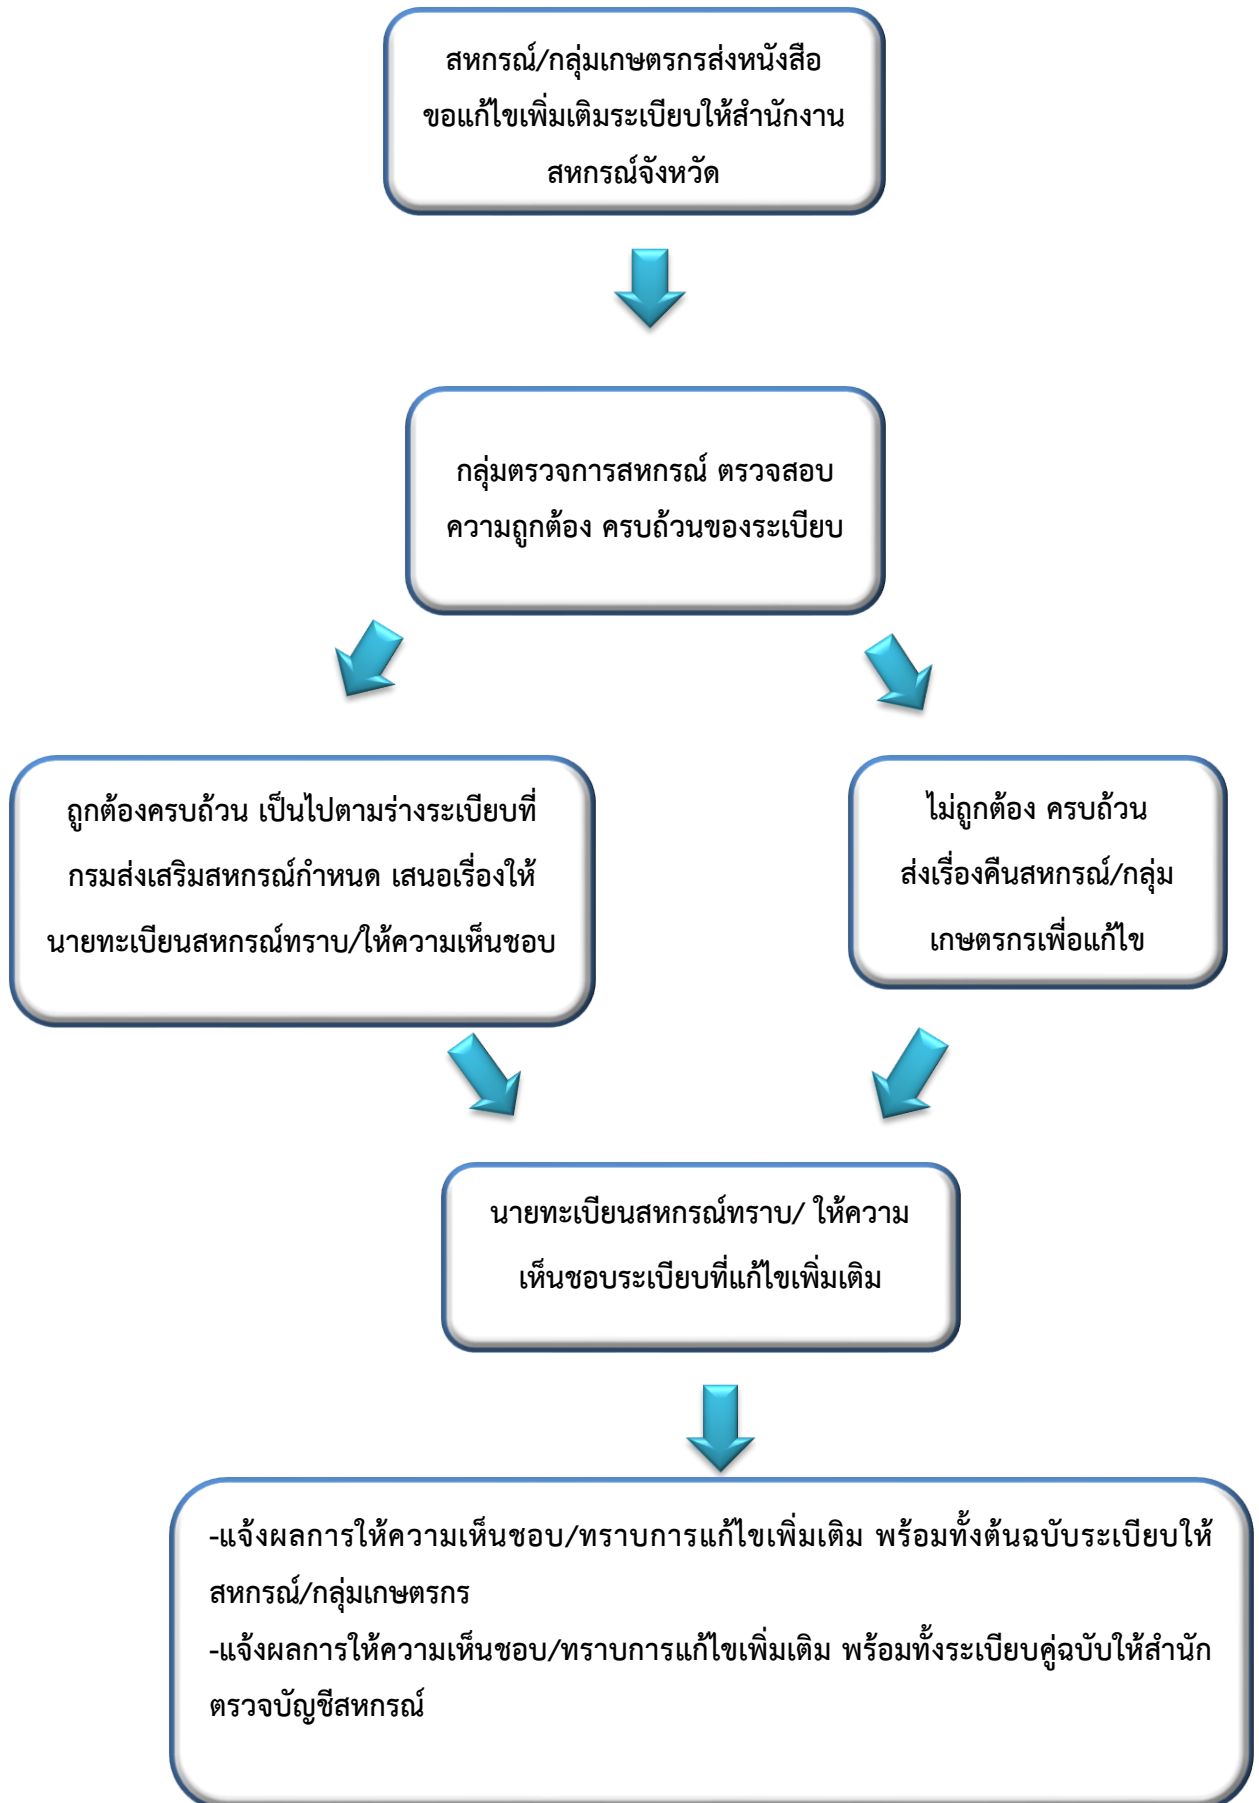 สหกรณ์/กลุ่มเกษตรกรส่งหนังสือ
ขอแก้ไขเพิ่มเติมระเบียบให้สำนักงาน
สหกรณ์จังหวัด
กลุ่มตรวจการสหกรณ์ ตรวจสอบ
ความถูกต้อง ครบถ้วนของระเบียบ
ถูกต้องครบถ้วน เป็นไปตามร่างระเบียบที่
กรมส่งเสริมสหกรณ์กำหนด เสนอเรื่องให้
นายทะเบียนสหกรณ์ทราบ/ให้ความเห็นชอบ
ไม่ถูกต้อง ครบถ้วน
ส่งเรื่องคืนสหกรณ์/กลุ่ม
เกษตรกรเพื่อแก้ไข
นายทะเบียนสหกรณ์ทราบ/ ให้ความ
เห็นชอบระเบียบที่แก้ไขเพิ่มเติม
-แจ้งผลการให้ความเห็นชอบ/ทราบการแก้ไขเพิ่มเติม พร้อมทั้งต้นฉบับระเบียบให้
สหกรณ์/กลุ่มเกษตรกร
-แจ้งผลการให้ความเห็นชอบ/ทราบการแก้ไขเพิ่มเติม พร้อมทั้งระเบียบคู่ฉบับให้สำนัก
ตรวจบัญชีสหกรณ์